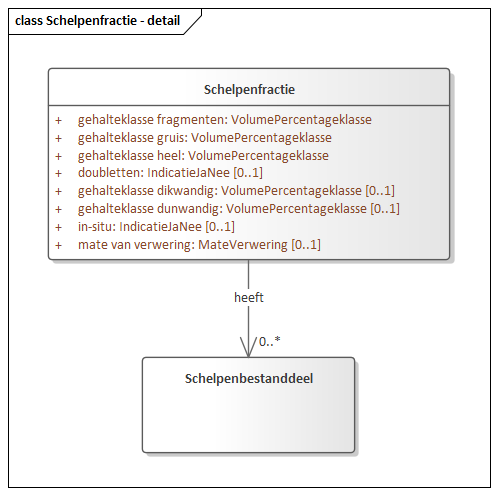 class Schelpenfractie - detail
Schelpenfractie
+ gehalteklasse fragmenten: VolumePercentageklasse
+ gehalteklasse gruis: VolumePercentageklasse
+ gehalteklasse heel: VolumePercentageklasse
+ doubletten: IndicatieJaNee [0..1]
+ gehalteklasse dikwandig: VolumePercentageklasse [0..1]
+ gehalteklasse dunwandig: VolumePercentageklasse [0..1]
+ in-situ: IndicatieJaNee [0..1]
+ mate van verwering: MateVerwering [0..1]
heeft
0..*
Schelpenbestanddeel